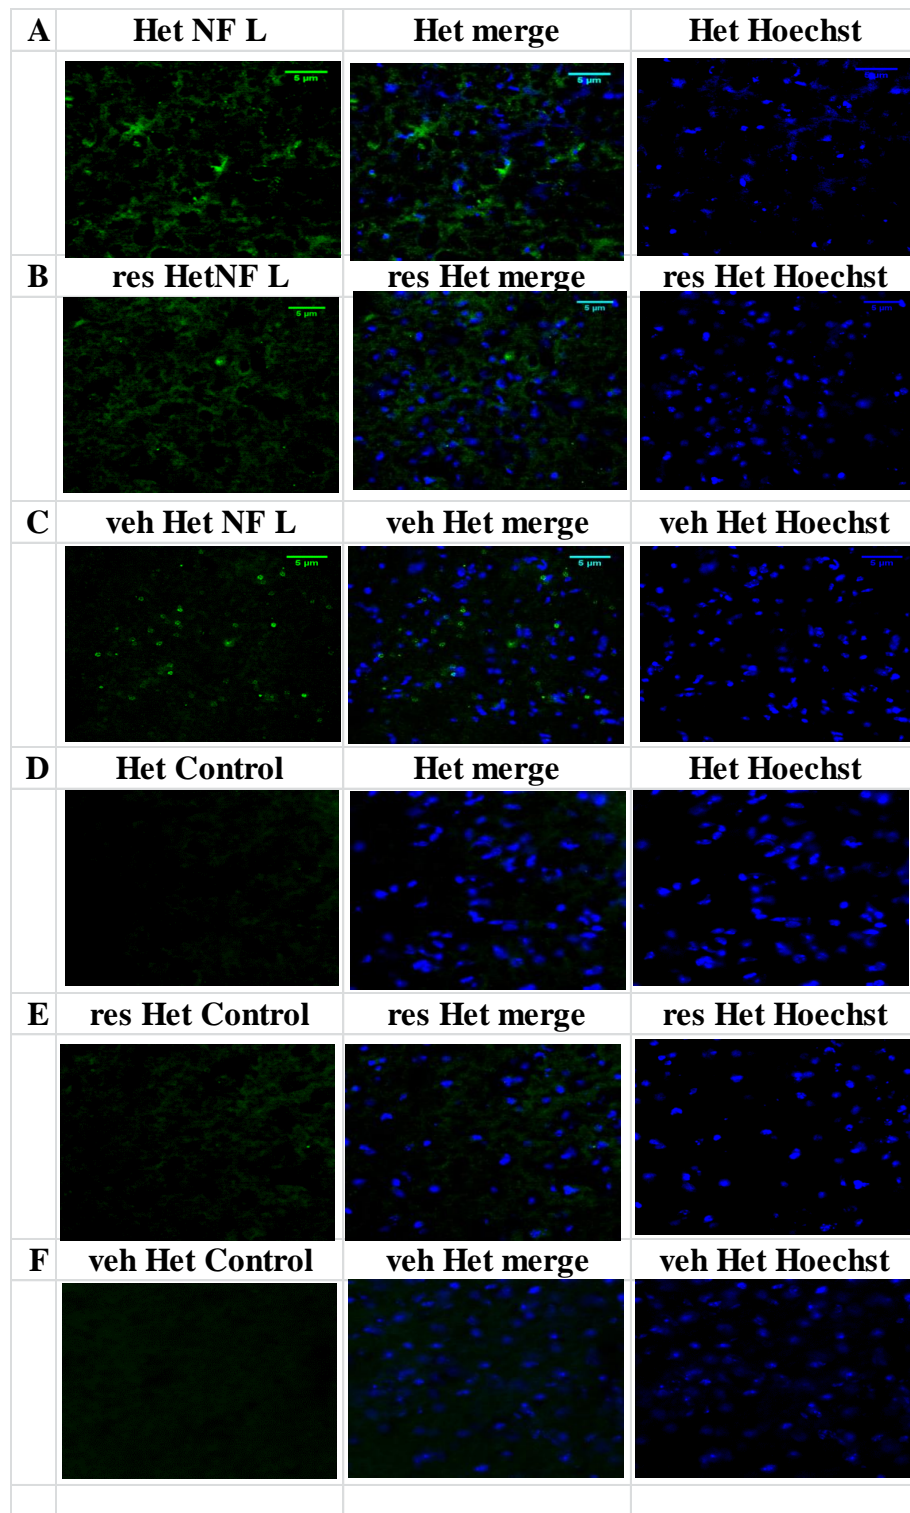 A Het NF L Het merge Het Hoechst
5 µm 5 µm
B res HetNF L res Het merge res Het Hoechst
5 µm 5 µm 5 µm
C veh Het NF L veh Het merge veh Het Hoechst
5 µm 5 µm 5 µm
D Het Control Het merge Het Hoechst
E res Het Control res Het merge res Het Hoechst
F veh Het Control veh Het merge veh Het Hoechst